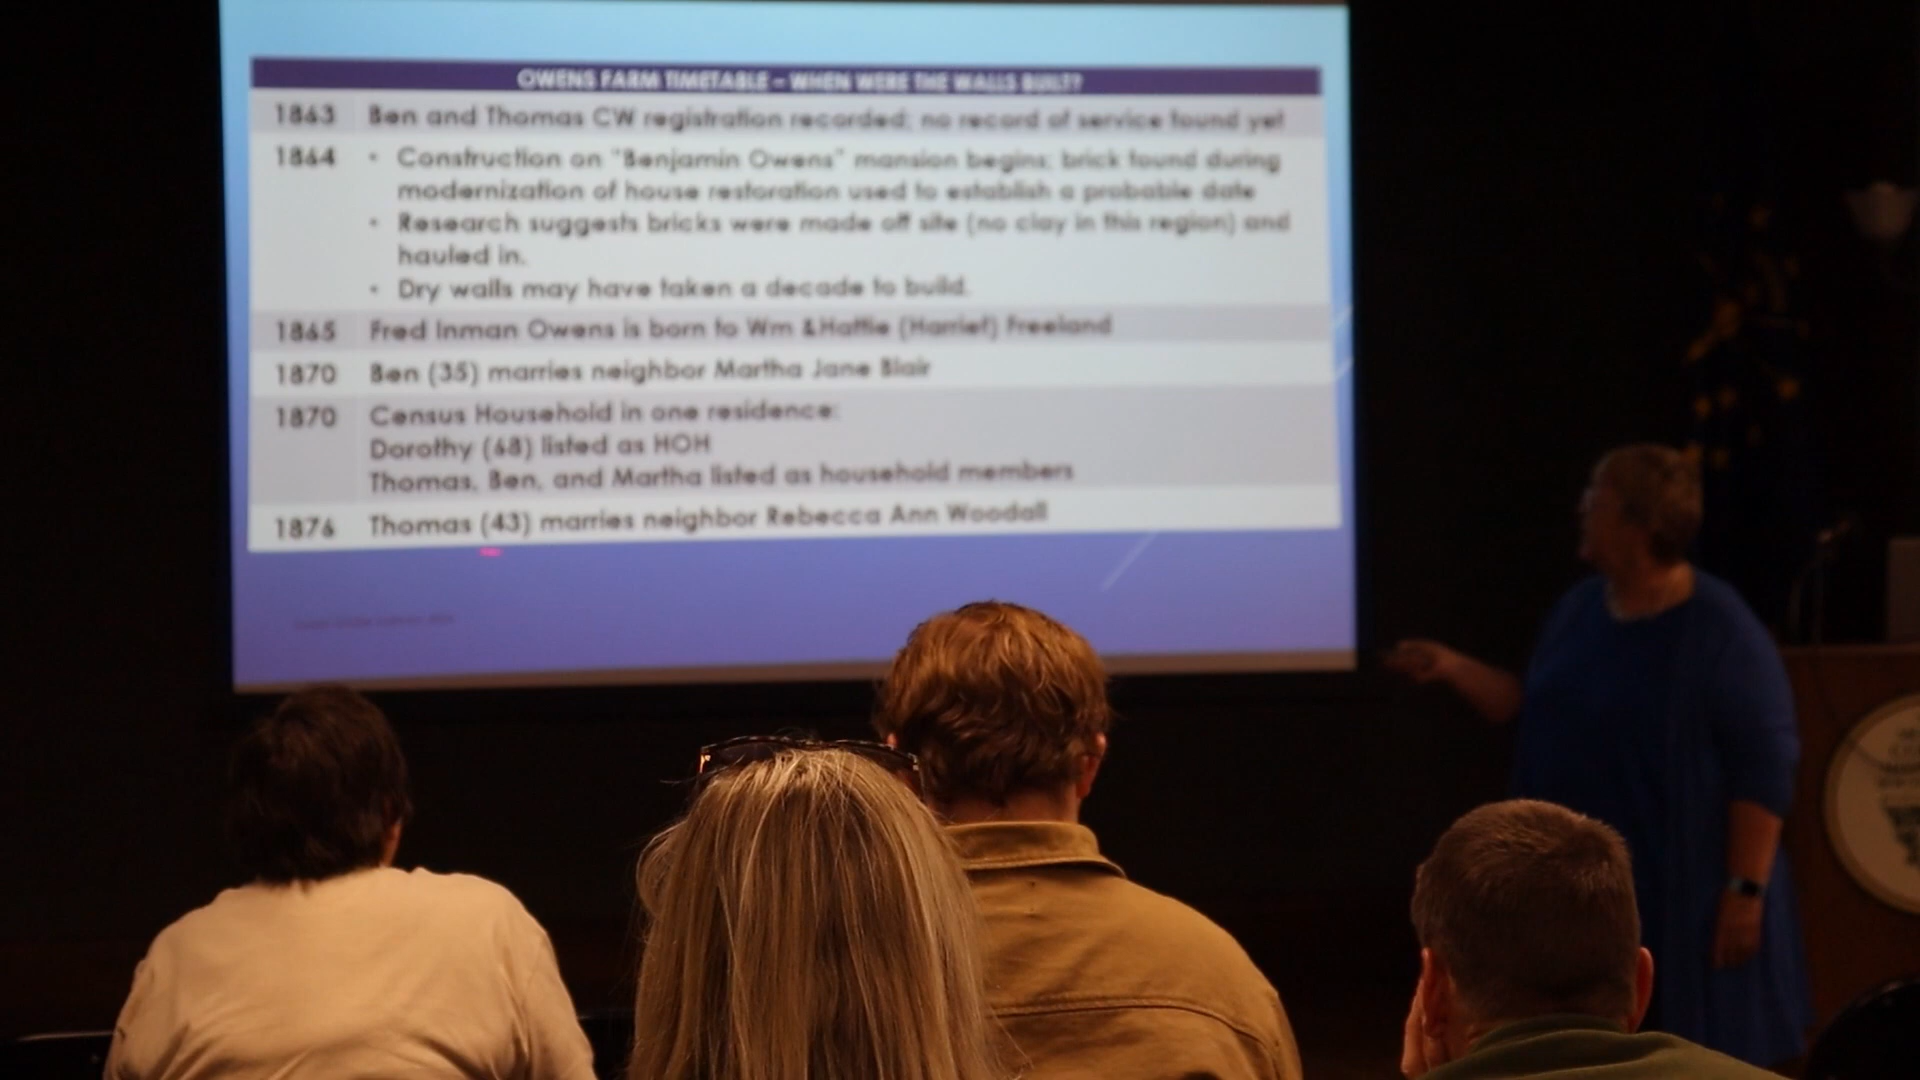 OWENS FARM TIMETABLE – WHEN WERE THE WALLS BUILT?
1863 Ben and Thomas CW registration recorded; no record of service found yet
1864 • Construction on "Benjamin Owens" mansion begins; brick found during
modernization of house restoration used to establish a probable date
• Research suggests bricks were made off site (no clay in this region) and
hauled in.
• Dry walls may have taken a decade to build.
1865 Fred Inman Owens is born to Wm &Hattie (Harriet) Freeland
1870 Ben (35) marries neighbor Martha Jane Blair
1870 Census Household in one residence:
Dorothy (68) listed as HOH
Thomas, Ben, and Martha listed as household members
1876 Thomas (43) marries neighbor Rebecca Ann Woodall